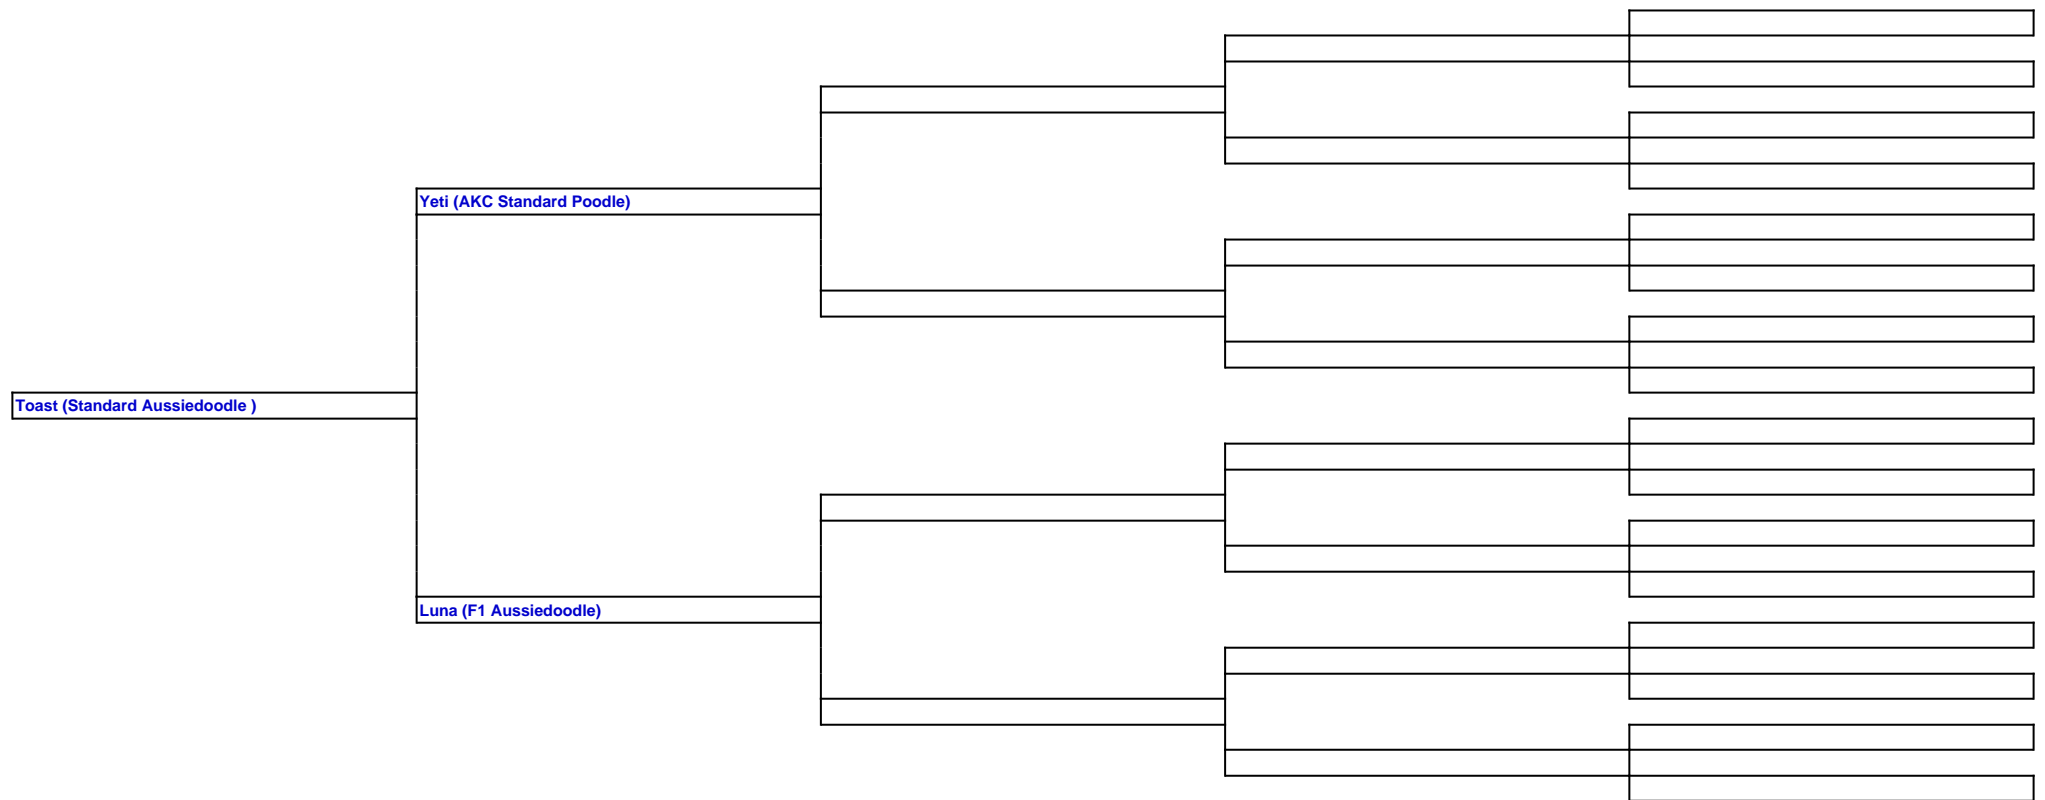 Yeti (AKC Standard Poodle)
Toast (Standard Aussiedoodle )
Luna (F1 Aussiedoodle)